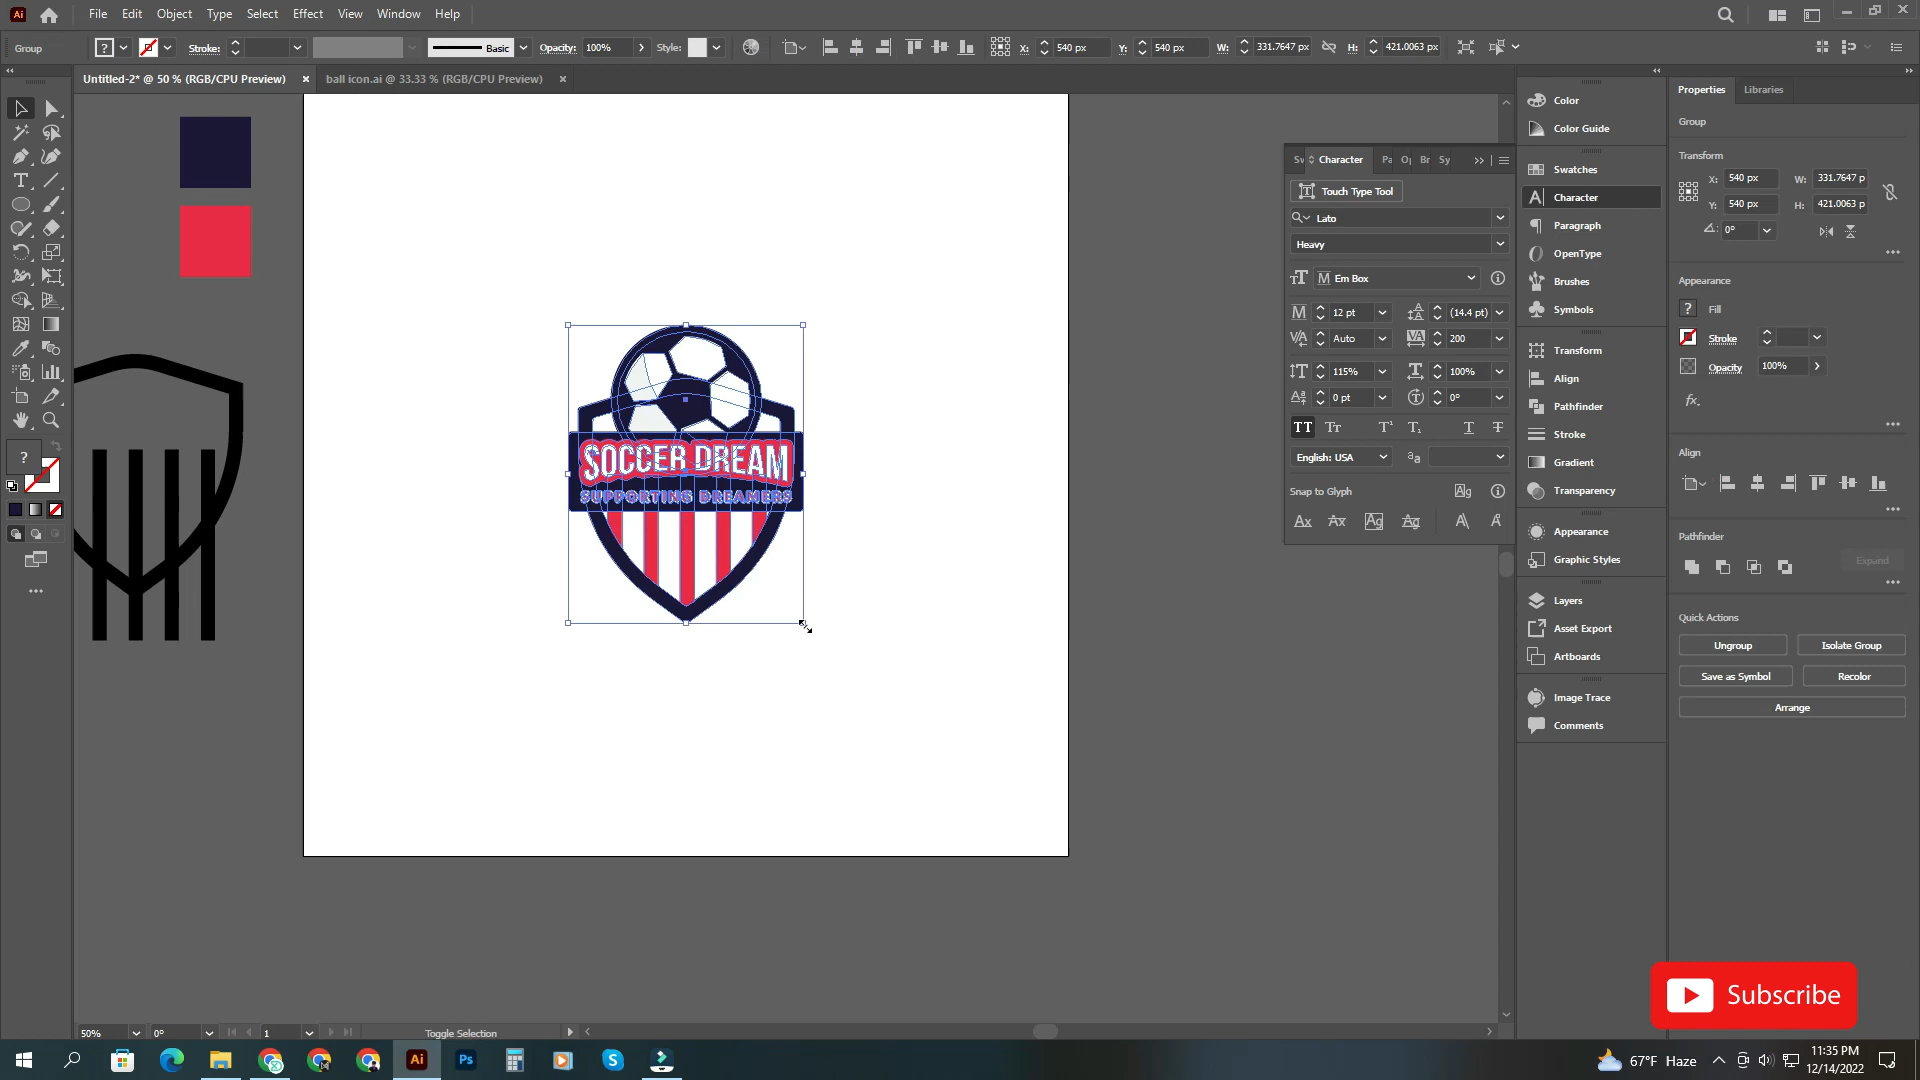 Ai File Edit Object Type Select Effect View Window Help
Group ? Stroke: Basic Opacity: 100% Style: X: 540 px Y: 540 px W: 331.7647 px H: 421.0063 px
Untitled-2* @ 50 % (RGB/CPU Preview) × ball icon.ai @ 33.33 % (RGB/CPU Preview) ×
Properties Libraries
Color
Color Guide
Swatches
Character
Paragraph
OpenType
Brushes
Symbols
Transform
Align
Pathfinder
Stroke
Gradient
Transparency
Appearance
Graphic Styles
Layers
Asset Export
Artboards
Image Trace
Comments
Character
Touch Type Tool
Lato
Heavy
Em Box
12 pt (14.4 pt)
Auto 200
115% 100%
0 pt 0°
English: USA
Snap to Glyph
Group
Transform
X: 540 px W: 331.7647 p
Y: 540 px H: 421.0063 p
0°
Appearance
? Fill
Stroke
Opacity 100%
fx.
Align
Pathfinder
Expand
Quick Actions
Ungroup Isolate Group
Save as Symbol Recolor
Arrange
SOCCER DREAM
SUPPORTING DREAMERS
Subscribe
50% 0° 1 Toggle Selection
Ai Ps 67°F Haze 11:35 PM
12/14/2022